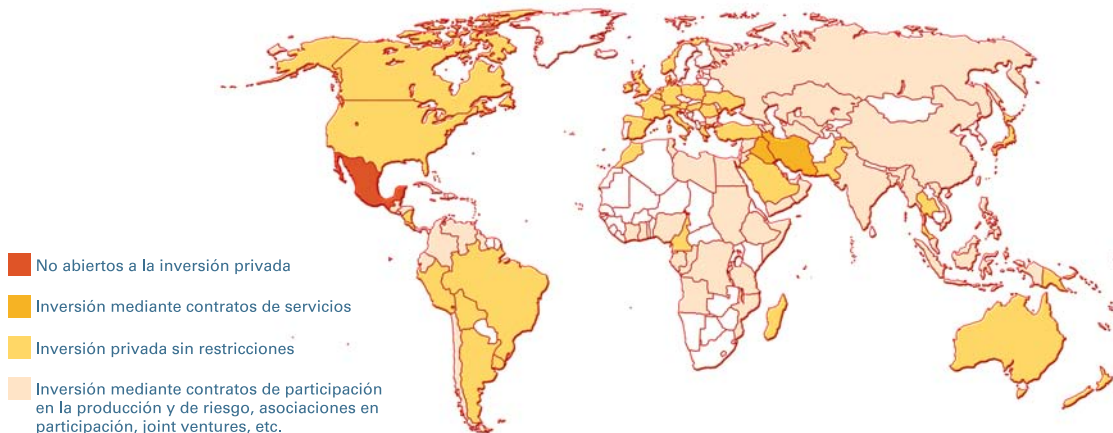 No abiertos a la inversión privada
Inversión mediante contratos de servicios
Inversión privada sin restricciones
Inversión mediante contratos de participación
en la producción y de riesgo, asociaciones en
participación, joint ventures, etc.